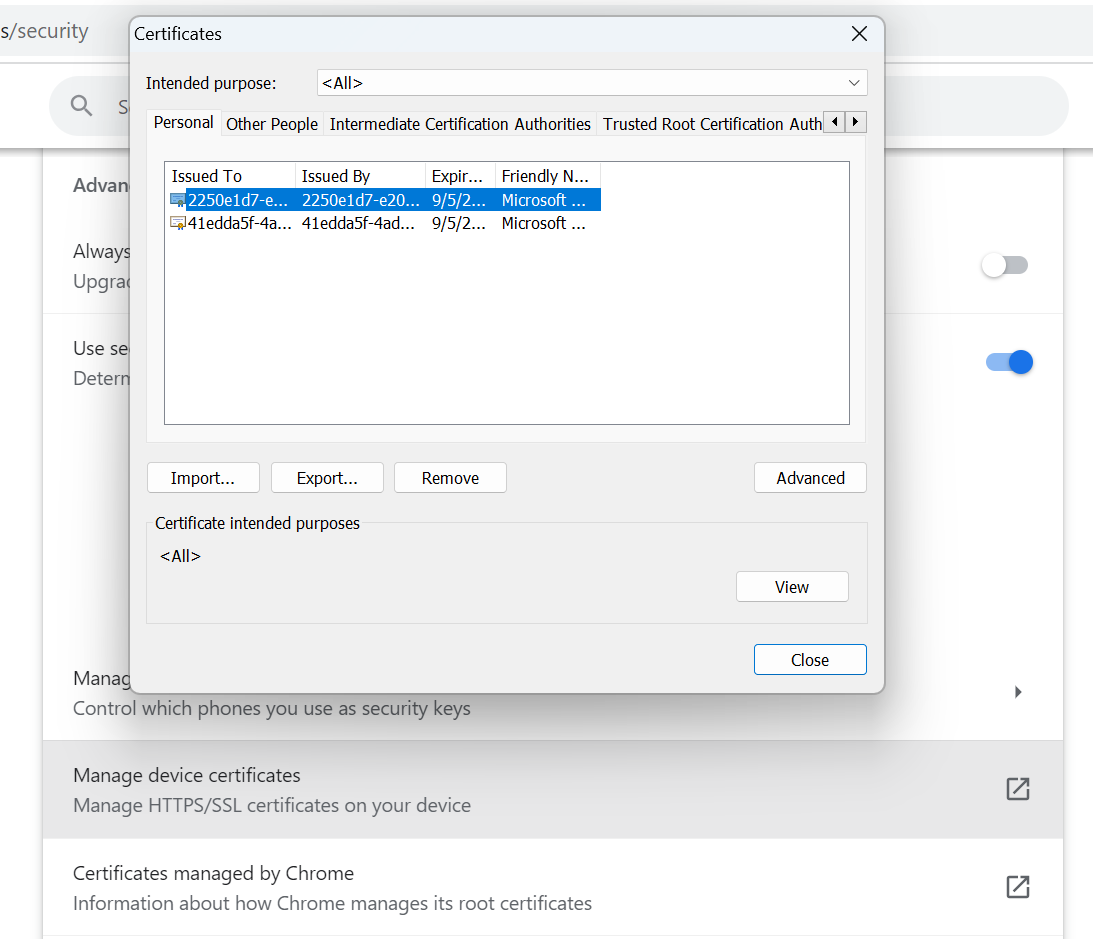 s/security
Certificates
Intended purpose: <All>
S
Personal Other People Intermediate Certification Authorities Trusted Root Certification Auth
Issued To Issued By Expir... Friendly N...
2250e1d7-e... 2250e1d7-e20... 9/5/2... Microsoft ...
41edda5f-4a... 41edda5f-4ad... 9/5/2... Microsoft ...
Advan
Always
Upgrad
Use se
Determ
Import... Export... Remove Advanced
Certificate intended purposes
<All>
View
Close
Manag
Control which phones you use as security keys
Manage device certificates
Manage HTTPS/SSL certificates on your device
Certificates managed by Chrome
Information about how Chrome manages its root certificates